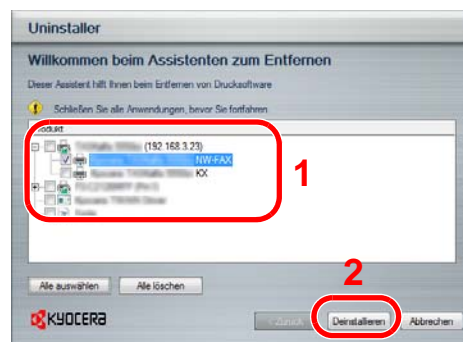 Uninstaller
Willkommen beim Assistenten zum Entfernen
Dieser Assistent hilft Ihnen beim Entfernen von Drucksoftware
Schließen Sie alle Anwendungen, bevor Sie fortfahren
Produkt
(192.168.3.23)
NW-FAX
KX
1
2
Alle auswählen Alle löschen
KYOCERA
< Zurück Deinstallieren Abbrechen